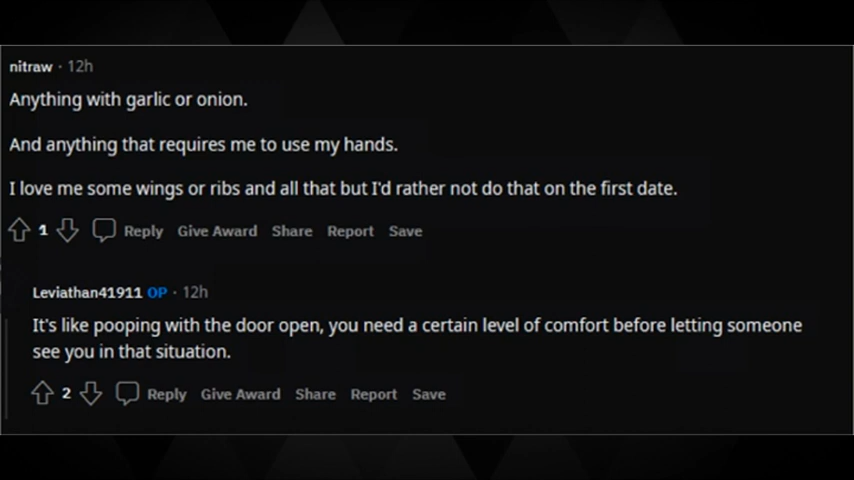 nitraw · 12h
Anything with garlic or onion.
And anything that requires me to use my hands.
I love me some wings or ribs and all that but I'd rather not do that on the first date.
1 Reply Give Award Share Report Save
Leviathan41911 OP · 12h
It's like pooping with the door open, you need a certain level of comfort before letting someone
see you in that situation.
2 Reply Give Award Share Report Save